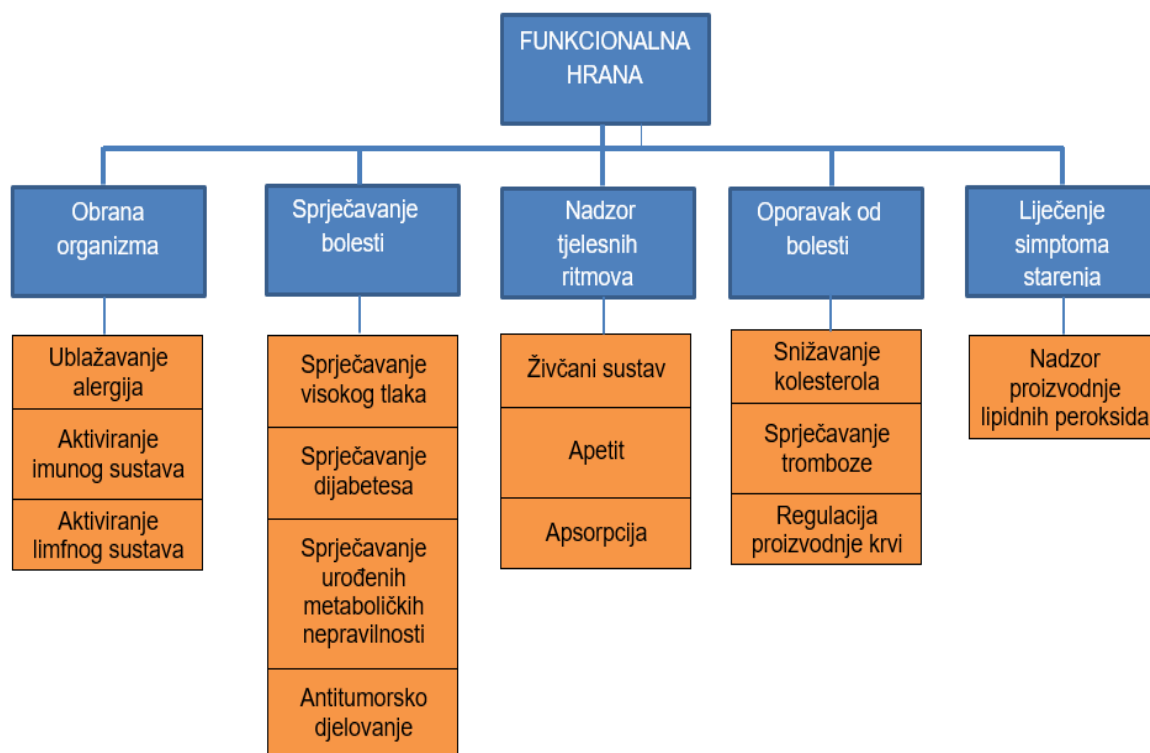 FUNKCIONALNA
HRANA
Obrana
organizma
Sprječavanje
bolesti
Nadzor
tjelesnih
ritmova
Oporavak od
bolesti
Liječenje
simptoma
starenja
Ublažavanje
alergija
Aktiviranje
imunog sustava
Aktiviranje
limfnog sustava
Sprječavanje
visokog tlaka
Sprječavanje
dijabetesa
Sprječavanje
urođenih
metaboličkih
nepravilnosti
Antitumorsko
djelovanje
Živčani sustav
Apetit
Apsorpcija
Snižavanje
kolesterola
Sprječavanje
tromboze
Regulacija
proizvodnje krvi
Nadzor
proizvodnje
lipidnih peroksida